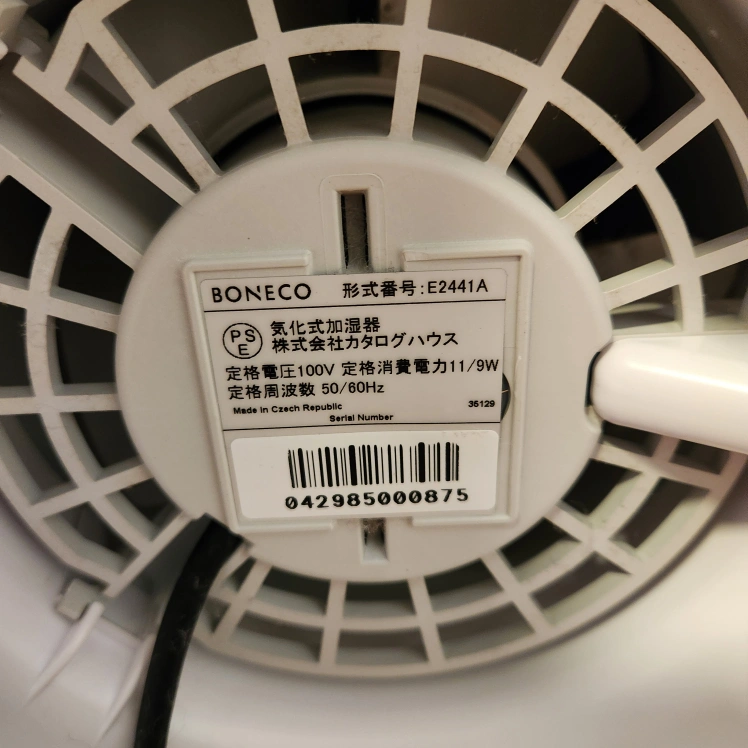 BONECO 形式番号:E2441A
PS
E
気化式加湿器
株式会社カタログハウス
定格電圧100V 定格消費電力11/9W
定格周波数 50/60Hz
Made in Czech Republic 35129
Serial Number
042985000875